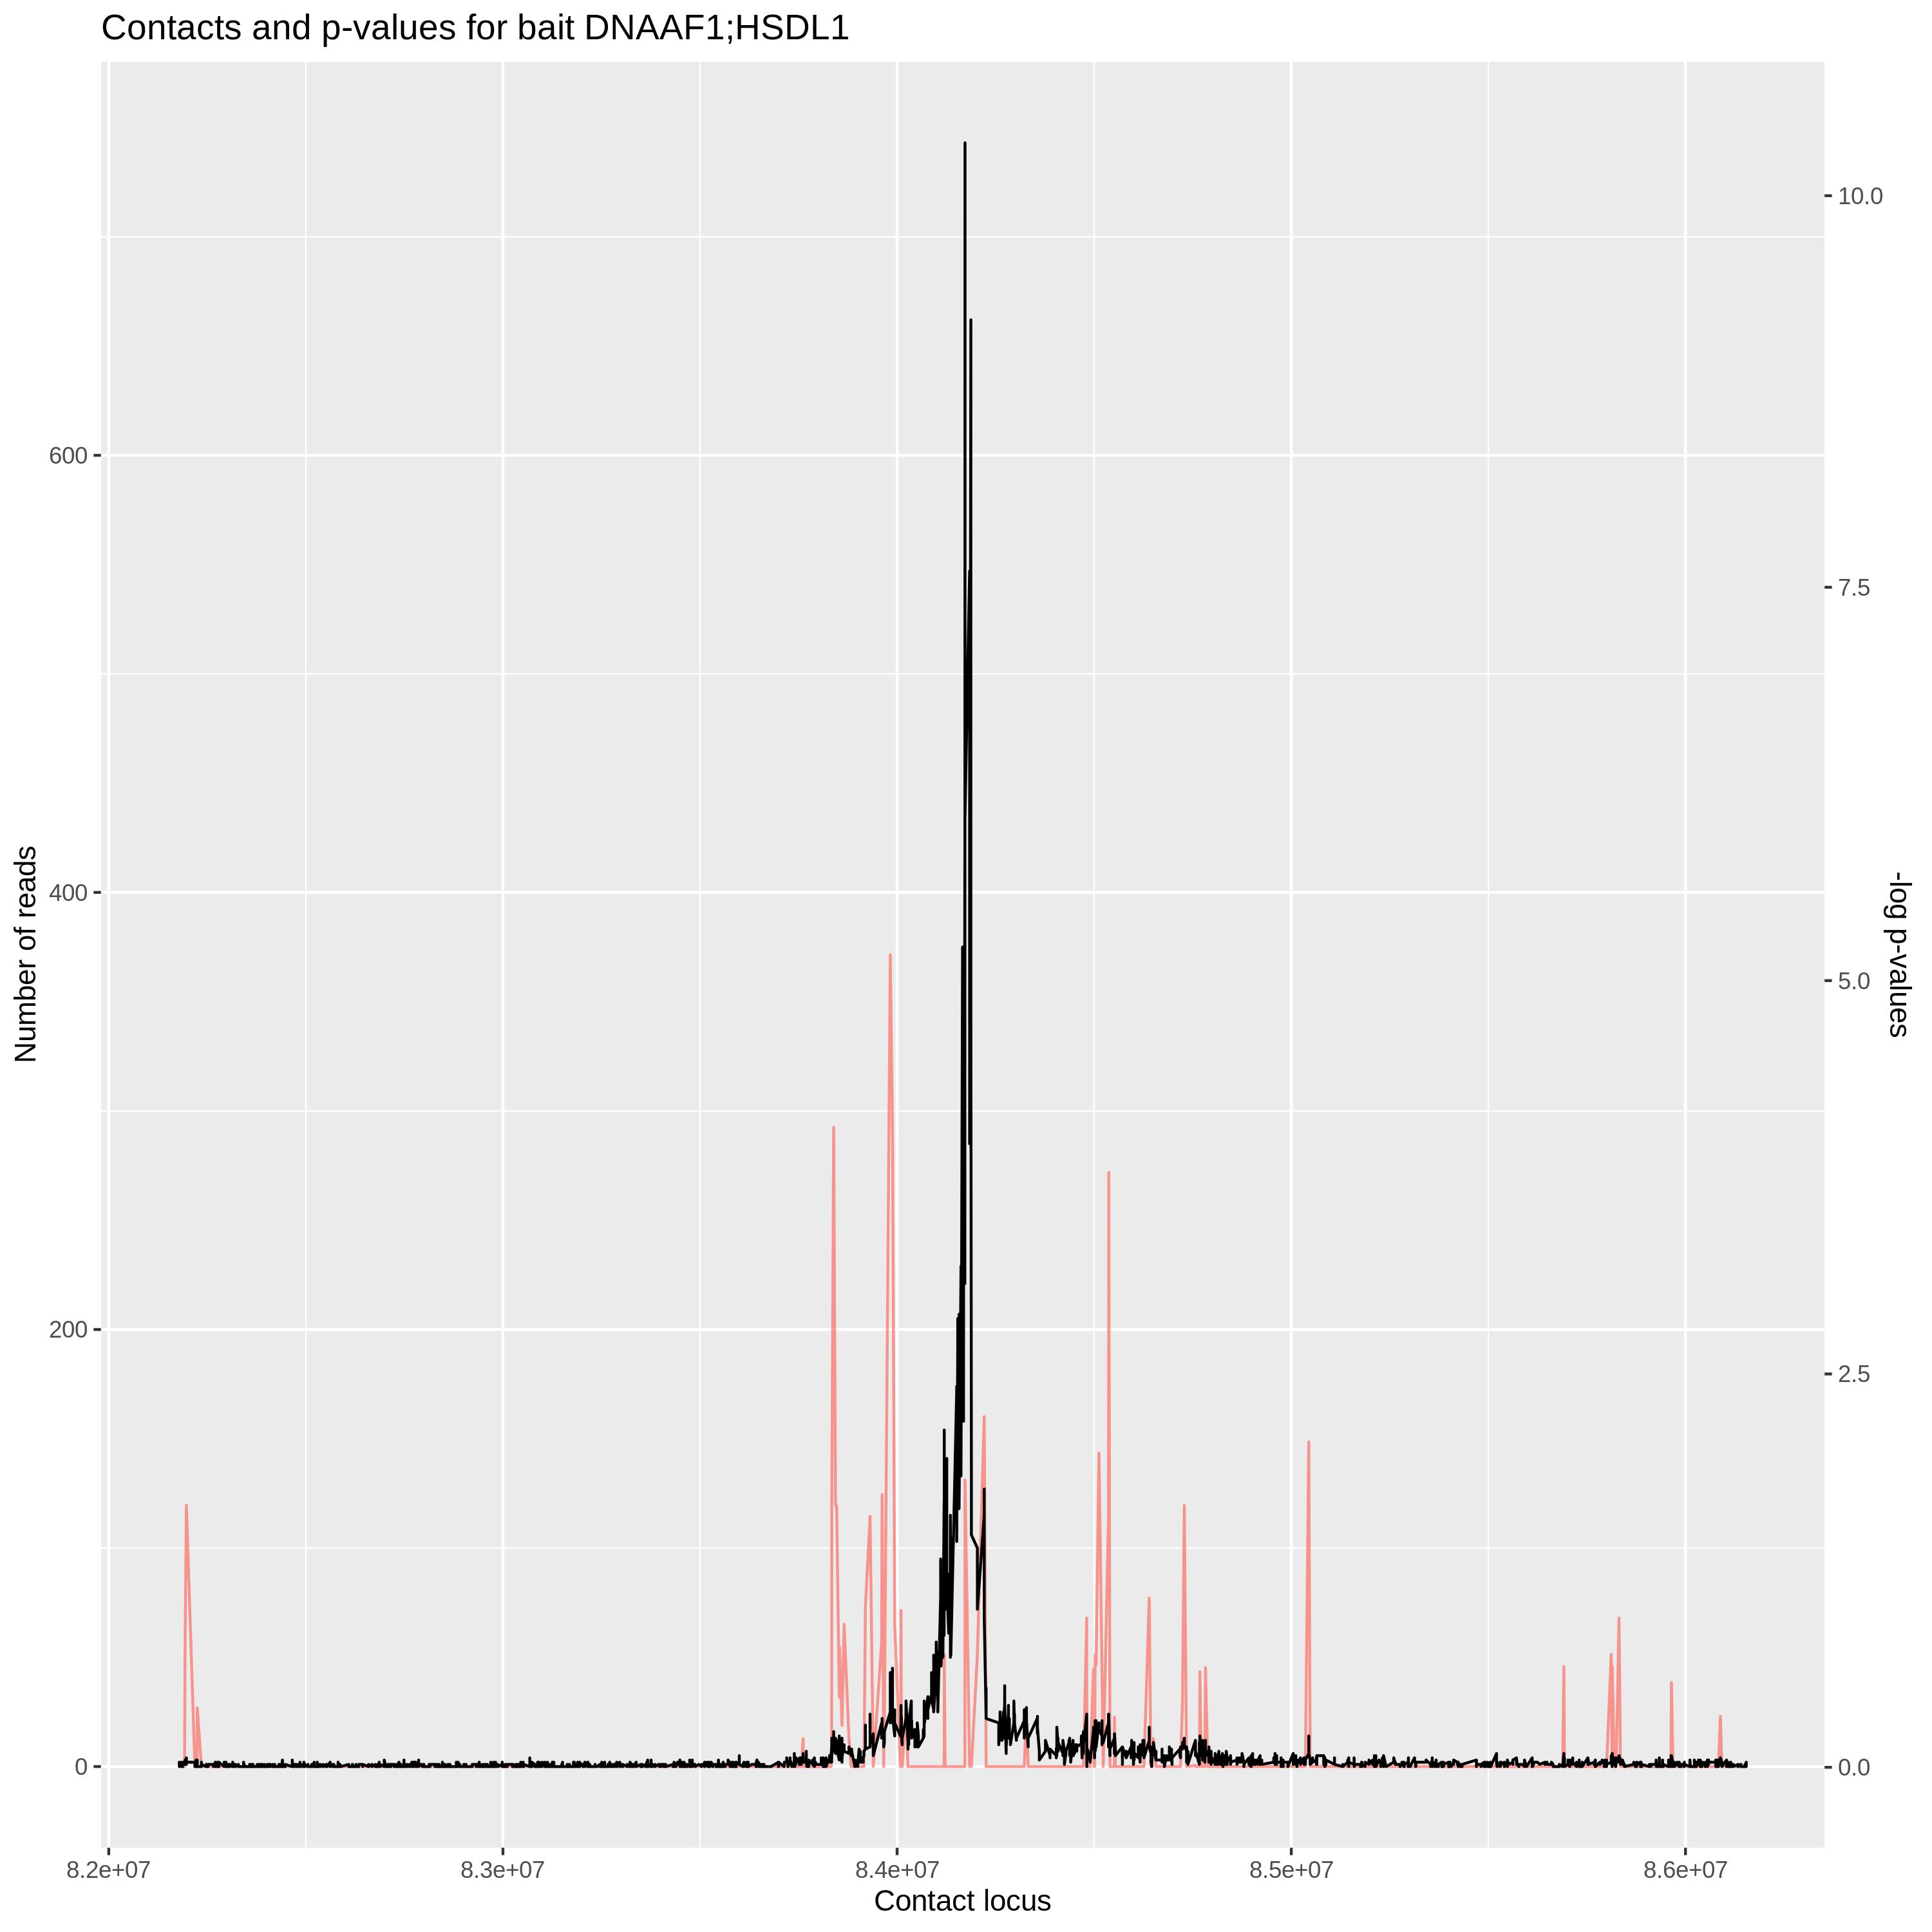 Contacts and p-values for bait DNAAF1;HSDL1
10.0
7.5
600
400
5.0
Number of reads
-log p-values
200
2.5
0
0.0
8.2e+07 8.3e+07 8.4e+07 8.5e+07 8.6e+07
Contact locus